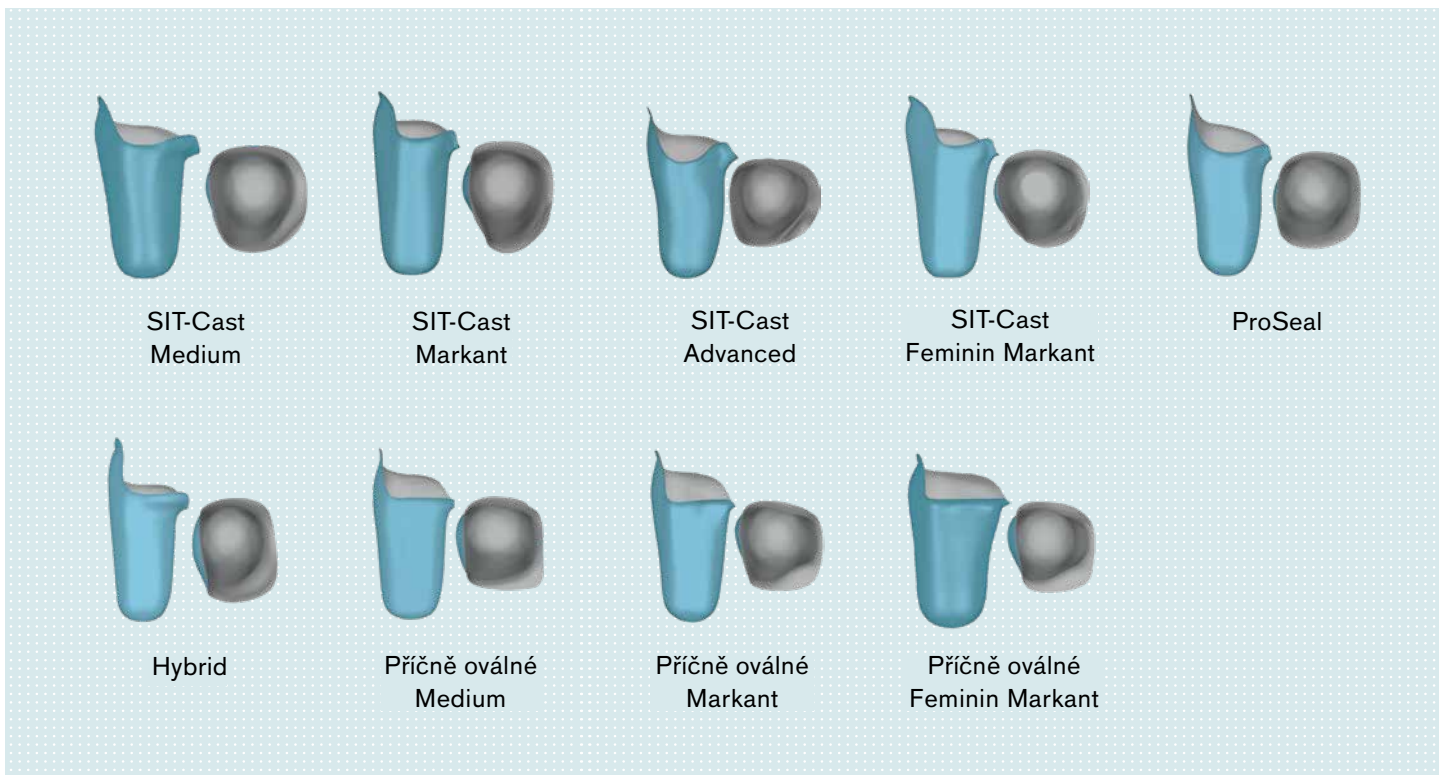 SIT-Cast
Medium
SIT-Cast
Markant
SIT-Cast
Advanced
SIT-Cast
Feminin Markant
ProSeal
Hybrid
Příčně oválné
Medium
Příčně oválné
Markant
Příčně oválné
Feminin Markant